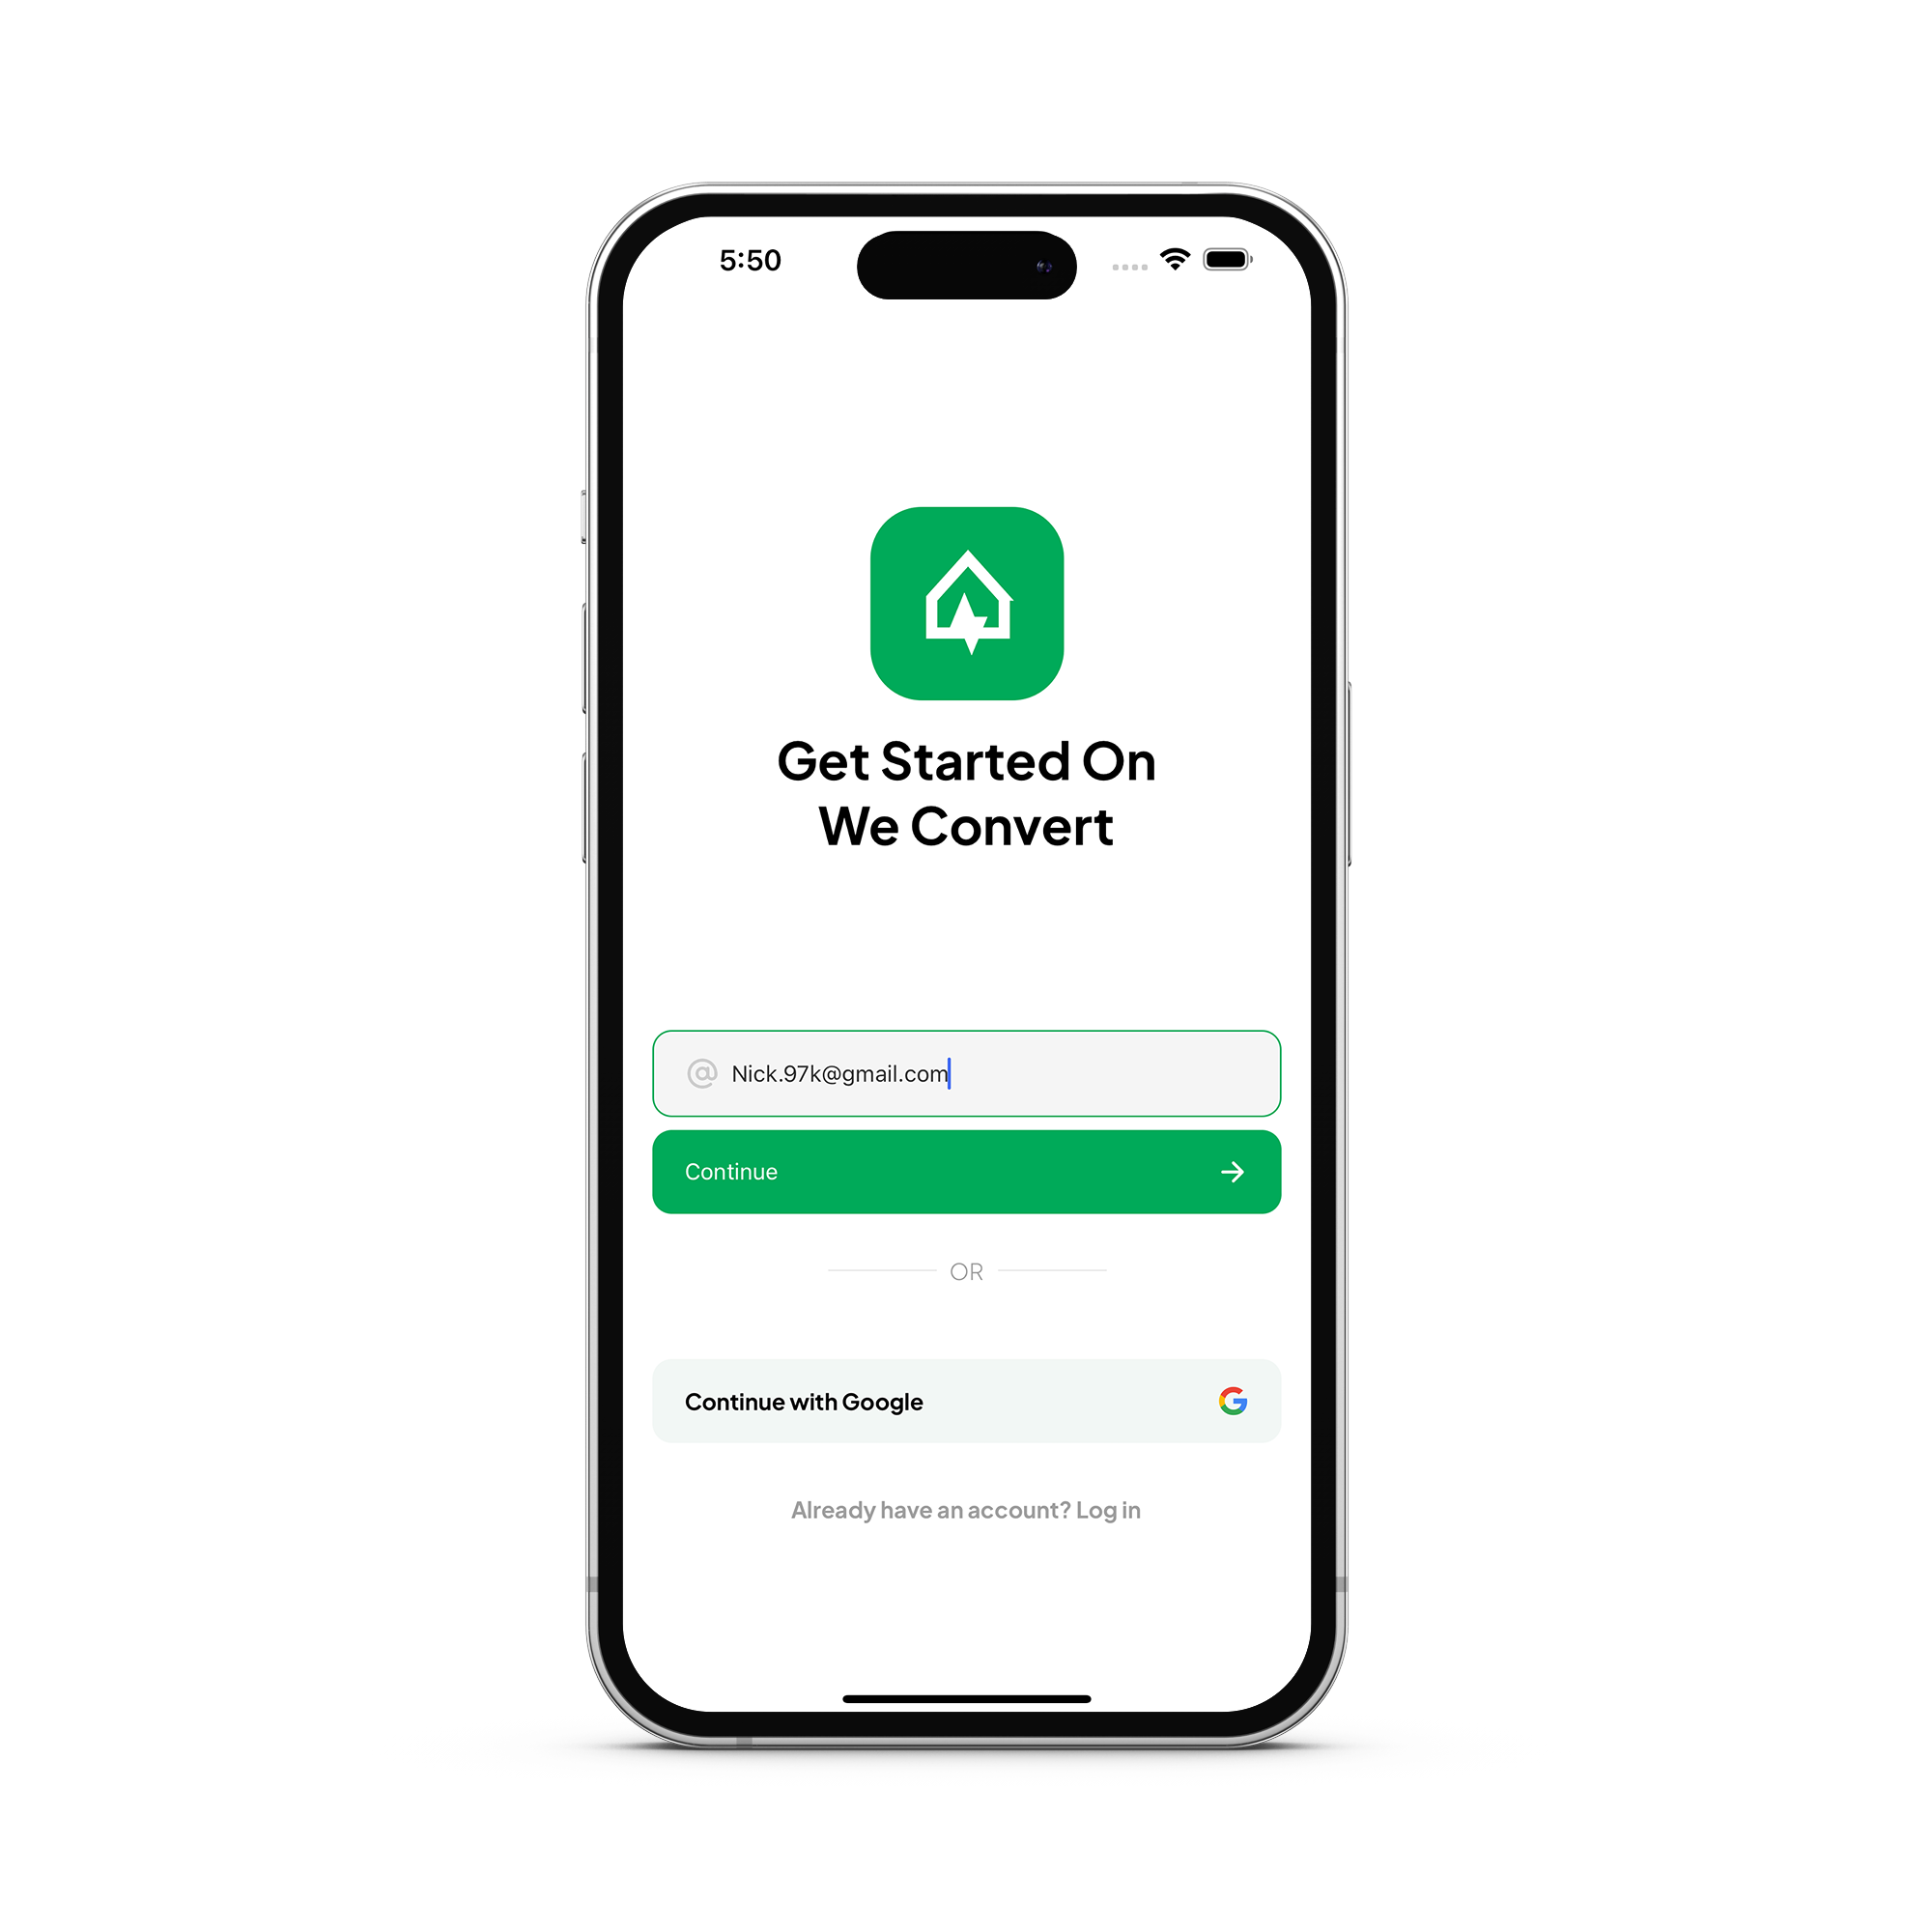 5:50
Get Started On
We Convert
Nick.97k@gmail.com
Continue
OR
Continue with Google
Already have an account? Log in